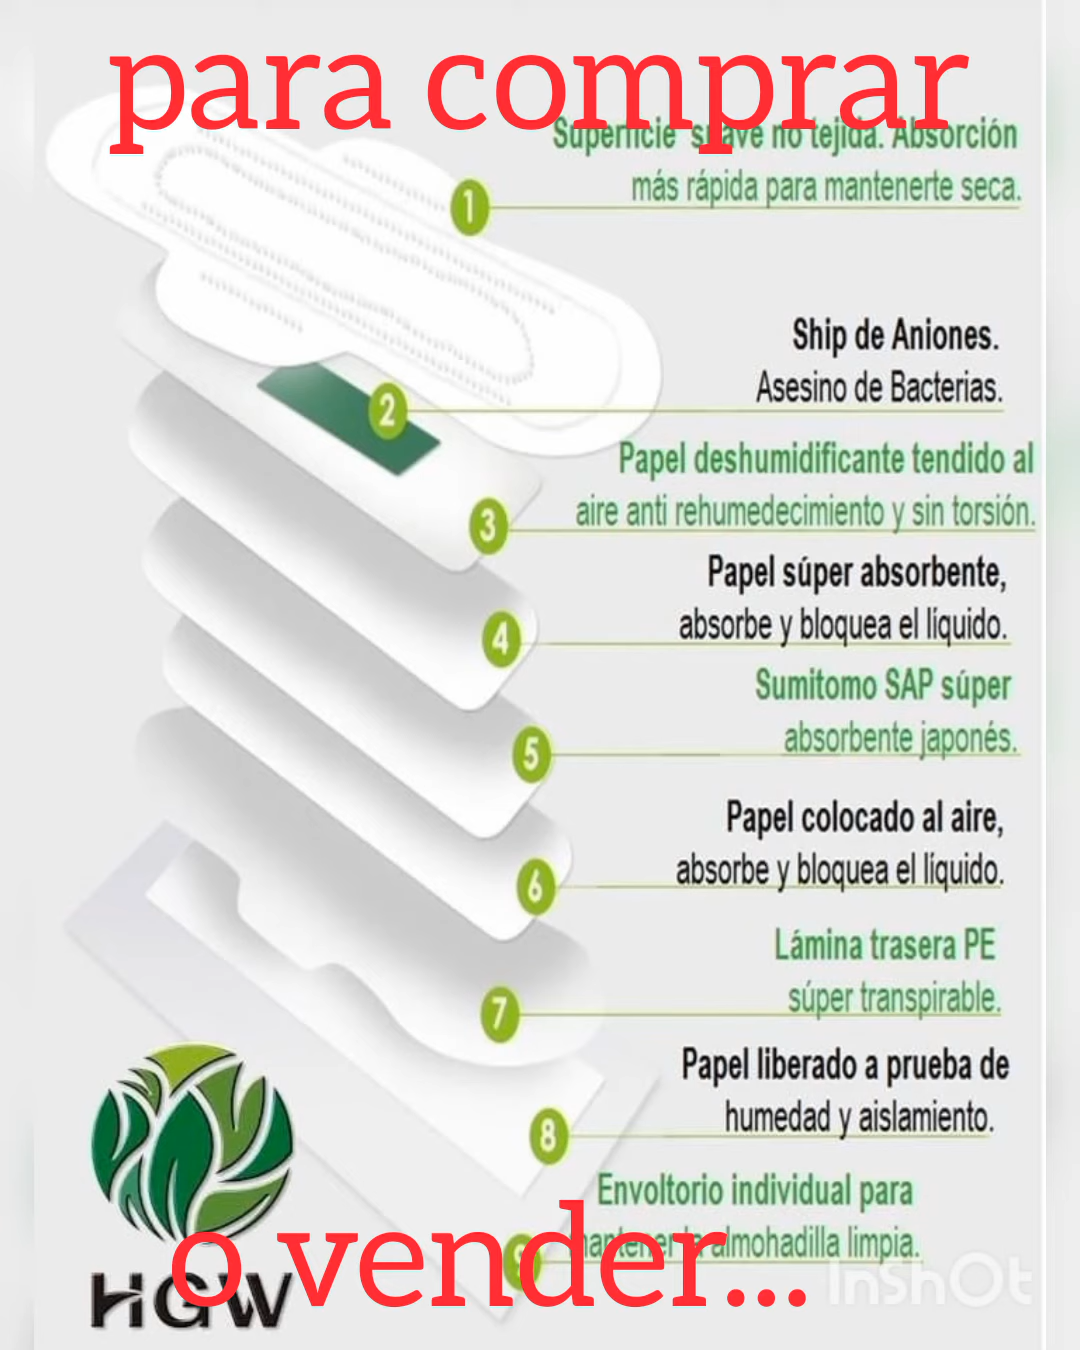 para comprar
Superficie suave no tejida. Absorción
más rápida para mantenerte seca.
1
Ship de Aniones.
Asesino de Bacterias.
2
Papel deshumidificante tendido al
aire anti rehumedecimiento y sin torsión.
3
Papel súper absorbente,
absorbe y bloquea el líquido.
4
Sumitomo SAP súper
absorbente japonés.
5
Papel colocado al aire,
absorbe y bloquea el líquido.
6
Lámina trasera PE
súper transpirable.
7
Papel liberado a prueba de
humedad y aislamiento.
8
Envoltorio individual para
mantener la almohadilla limpia.
9
o vender...
HGW
InShOt